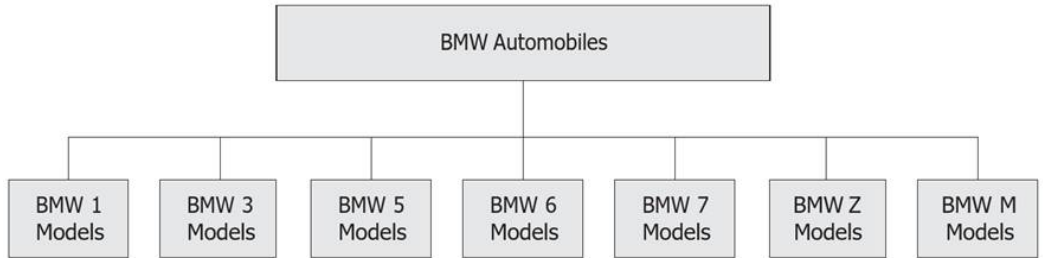 BMW Automobiles
BMW 1
Models
BMW 3
Models
BMW 5
Models
BMW 6
Models
BMW 7
Models
BMW Z
Models
BMW M
Models